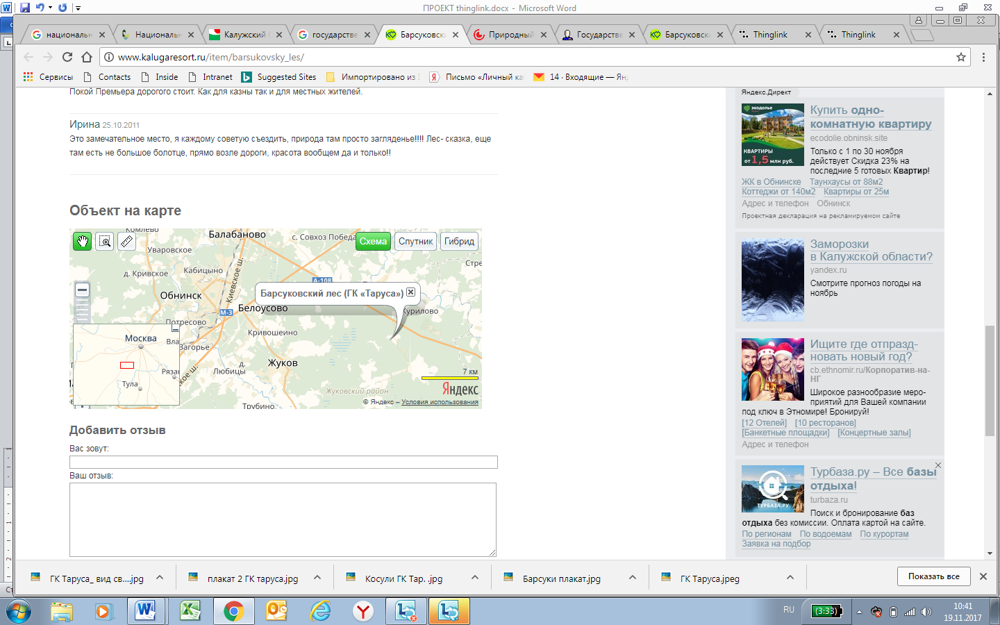 ПРОЕКТ thinglink.docx - Microsoft Word
националь
Национальн
Калужский
государстве
Барсуковски
Природный
Государстве
Барсуковски
Thinglink
Thinglink
www.kalugaresort.ru/item/barsukovsky_les/
Сервисы
Contacts
Inside
Intranet
Suggested Sites
Импортировано из
Письмо «Личный ка
14 · Входящие — Ян
Покой Премьера дорогого стоит. Как для казны так и для местных жителей.
Ирина 25.10.2011
Это замечательное место, я каждому советую съездить, природа там просто загляденье!!!! Лес- сказка, еще
там есть не большое болотце, прямо возле дороги, красота вообщем да и только!!
Объект на карте
Комлево
Балабаново
с. Совхоз Победа
Схема
Спутник
Гибрид
Уваровское
Стре
д. Кривское
Кабицыно
Киевское ш.
А-108
Обнинск
Барсуковский лес (ГК «Таруса»)
Белоусово
М-3
Курилово
Потресово
Кривошеино
Москва
Вла
Загорье
Жуков
д.
Любицы
Рязан
Тула
кое ш.
7 км
Яндекс
Жуковский район
© Яндекс – Условия использования
Трубино
Добавить отзыв
Вас зовут:
Ваш отзыв:
Яндекс.Директ
экодолье
КВАРТИРЫ
от 1,5 млн руб.
Купить одно-
комнатную квартиру
ecodolie.obninsk.site
Только с 1 по 30 ноября
действует Скидка 23% на
последние 5 готовых Квартир!
ЖК в Обнинске Таунхаусы от 88м2
Коттеджи от 140м2 Квартиры от 25м
Адрес и телефон Обнинск
Проектная декларация на рекламируемом сайте
Заморозки
в Калужской области?
yandex.ru
Смотрите прогноз погоды на
ноябрь
Ищите где отпразд-
новать новый год?
cb.ethnomir.ru/Корпоратив-на-
НГ
Широкое разнообразие меро-
приятий для Вашей компании
под ключ в Этномире! Бронируй!
[12 Отелей] [10 ресторанов]
[Банкетные площадки] [Концертные залы]
Адрес и телефон
ТУРБАЗА.РУ
Турбаза.ру – Все базы
отдыха!
turbaza.ru
Поиск и бронирование баз
отдыха без комиссии. Оплата картой на сайте.
По регионам По водоемам По курортам
Заявка на подбор
ГК Таруса_ вид св....jpg
плакат 2 ГК таруса.jpg
Косули ГК Тар. .jpg
Барсуки плакат.jpg
ГК Таруса.jpeg
Показать все
Ст
RU
(3:33)
10:41
19.11.2017